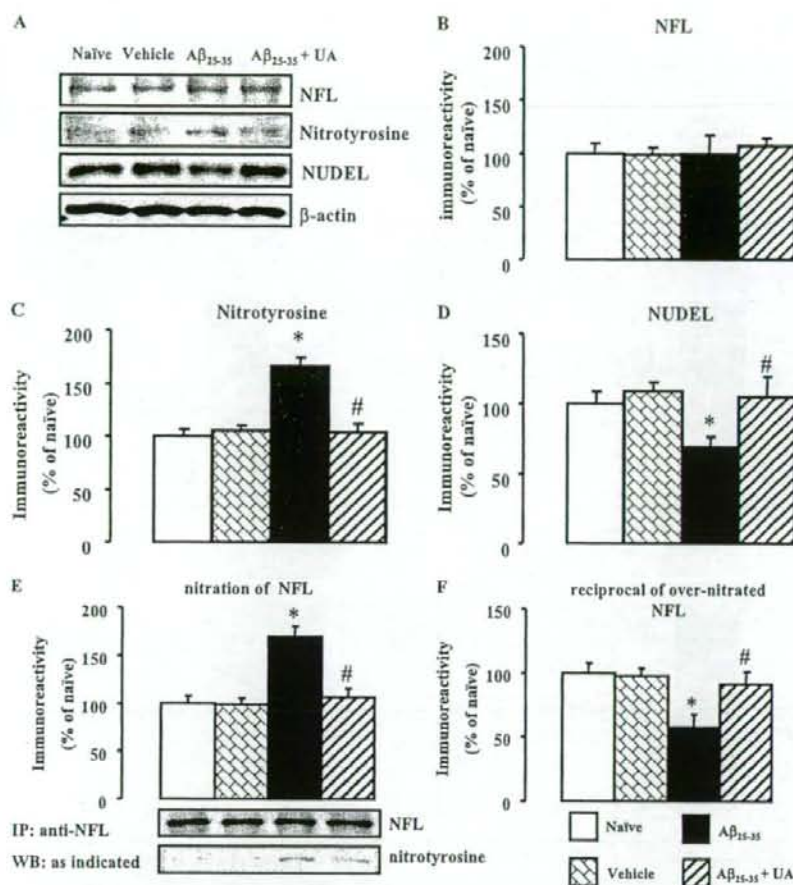 A
Naïve Vehicle Aβ25-35 Aβ25-35 + UA
NFL
Nitrotyrosine
NUDEL
β-actin
B
NFL
immunoreactivity
(% of naïve)
200
150
100
50
0
C
Nitrotyrosine
Immunoreactivity
(% of naïve)
200
150
100
50
0
*
#
D
NUDEL
Immunoreactivity
(% of naïve)
150
100
50
0
*
#
E
nitration of NFL
Immunoreactivity
(% of naïve)
200
150
100
50
0
*
#
IP: anti-NFL
NFL
WB: as indicated
nitrotyrosine
F
reciprocal of over-nitrated
NFL
Immunoreactivity
(% of naïve)
150
100
50
0
*
#
Naïve
Aβ25-35
Vehicle
Aβ25-35 + UA